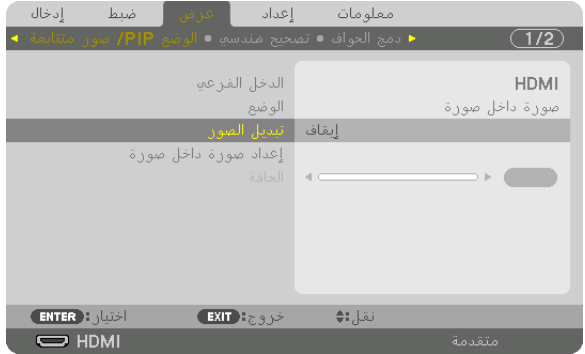 إدخال ضبط عرض إعداد معلومات
الوضع PIP/ صور متتابعة ● تصحيح هندسي ● دمج الحواف 1/2
الدخل الفرعي HDMI
الوضع صورة داخل صورة
تبديل الصور إيقاف
إعداد صورة داخل صورة
الحافة
ENTER :اختيار EXIT :خروج نقل:
HDMI متقدمة